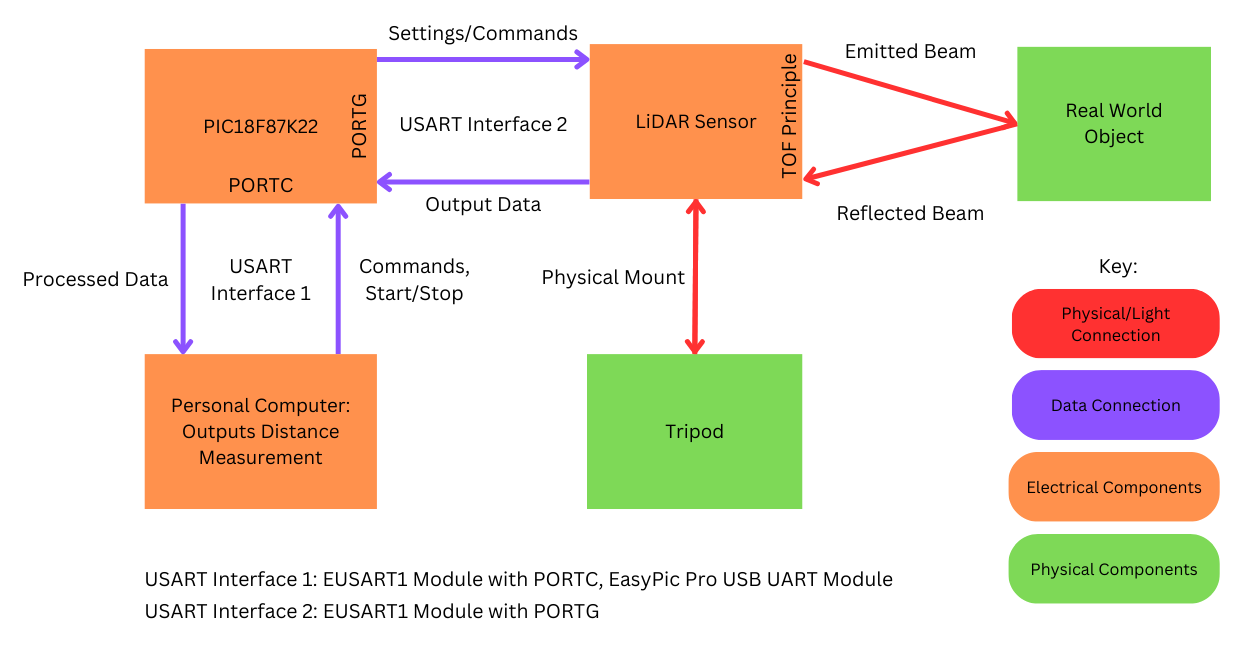 Settings/Commands
Emitted Beam
PIC18F87K22
PORTG
PORTC
USART Interface 2
LiDAR Sensor
TOF Principle
Real World
Object
Output Data
Reflected Beam
Processed Data
USART
Interface 1
Commands,
Start/Stop
Physical Mount
Key:
Physical/Light
Connection
Data Connection
Electrical Components
Physical Components
Personal Computer:
Outputs Distance
Measurement
Tripod
USART Interface 1: EUSART1 Module with PORTC, EasyPic Pro USB UART Module
USART Interface 2: EUSART1 Module with PORTG